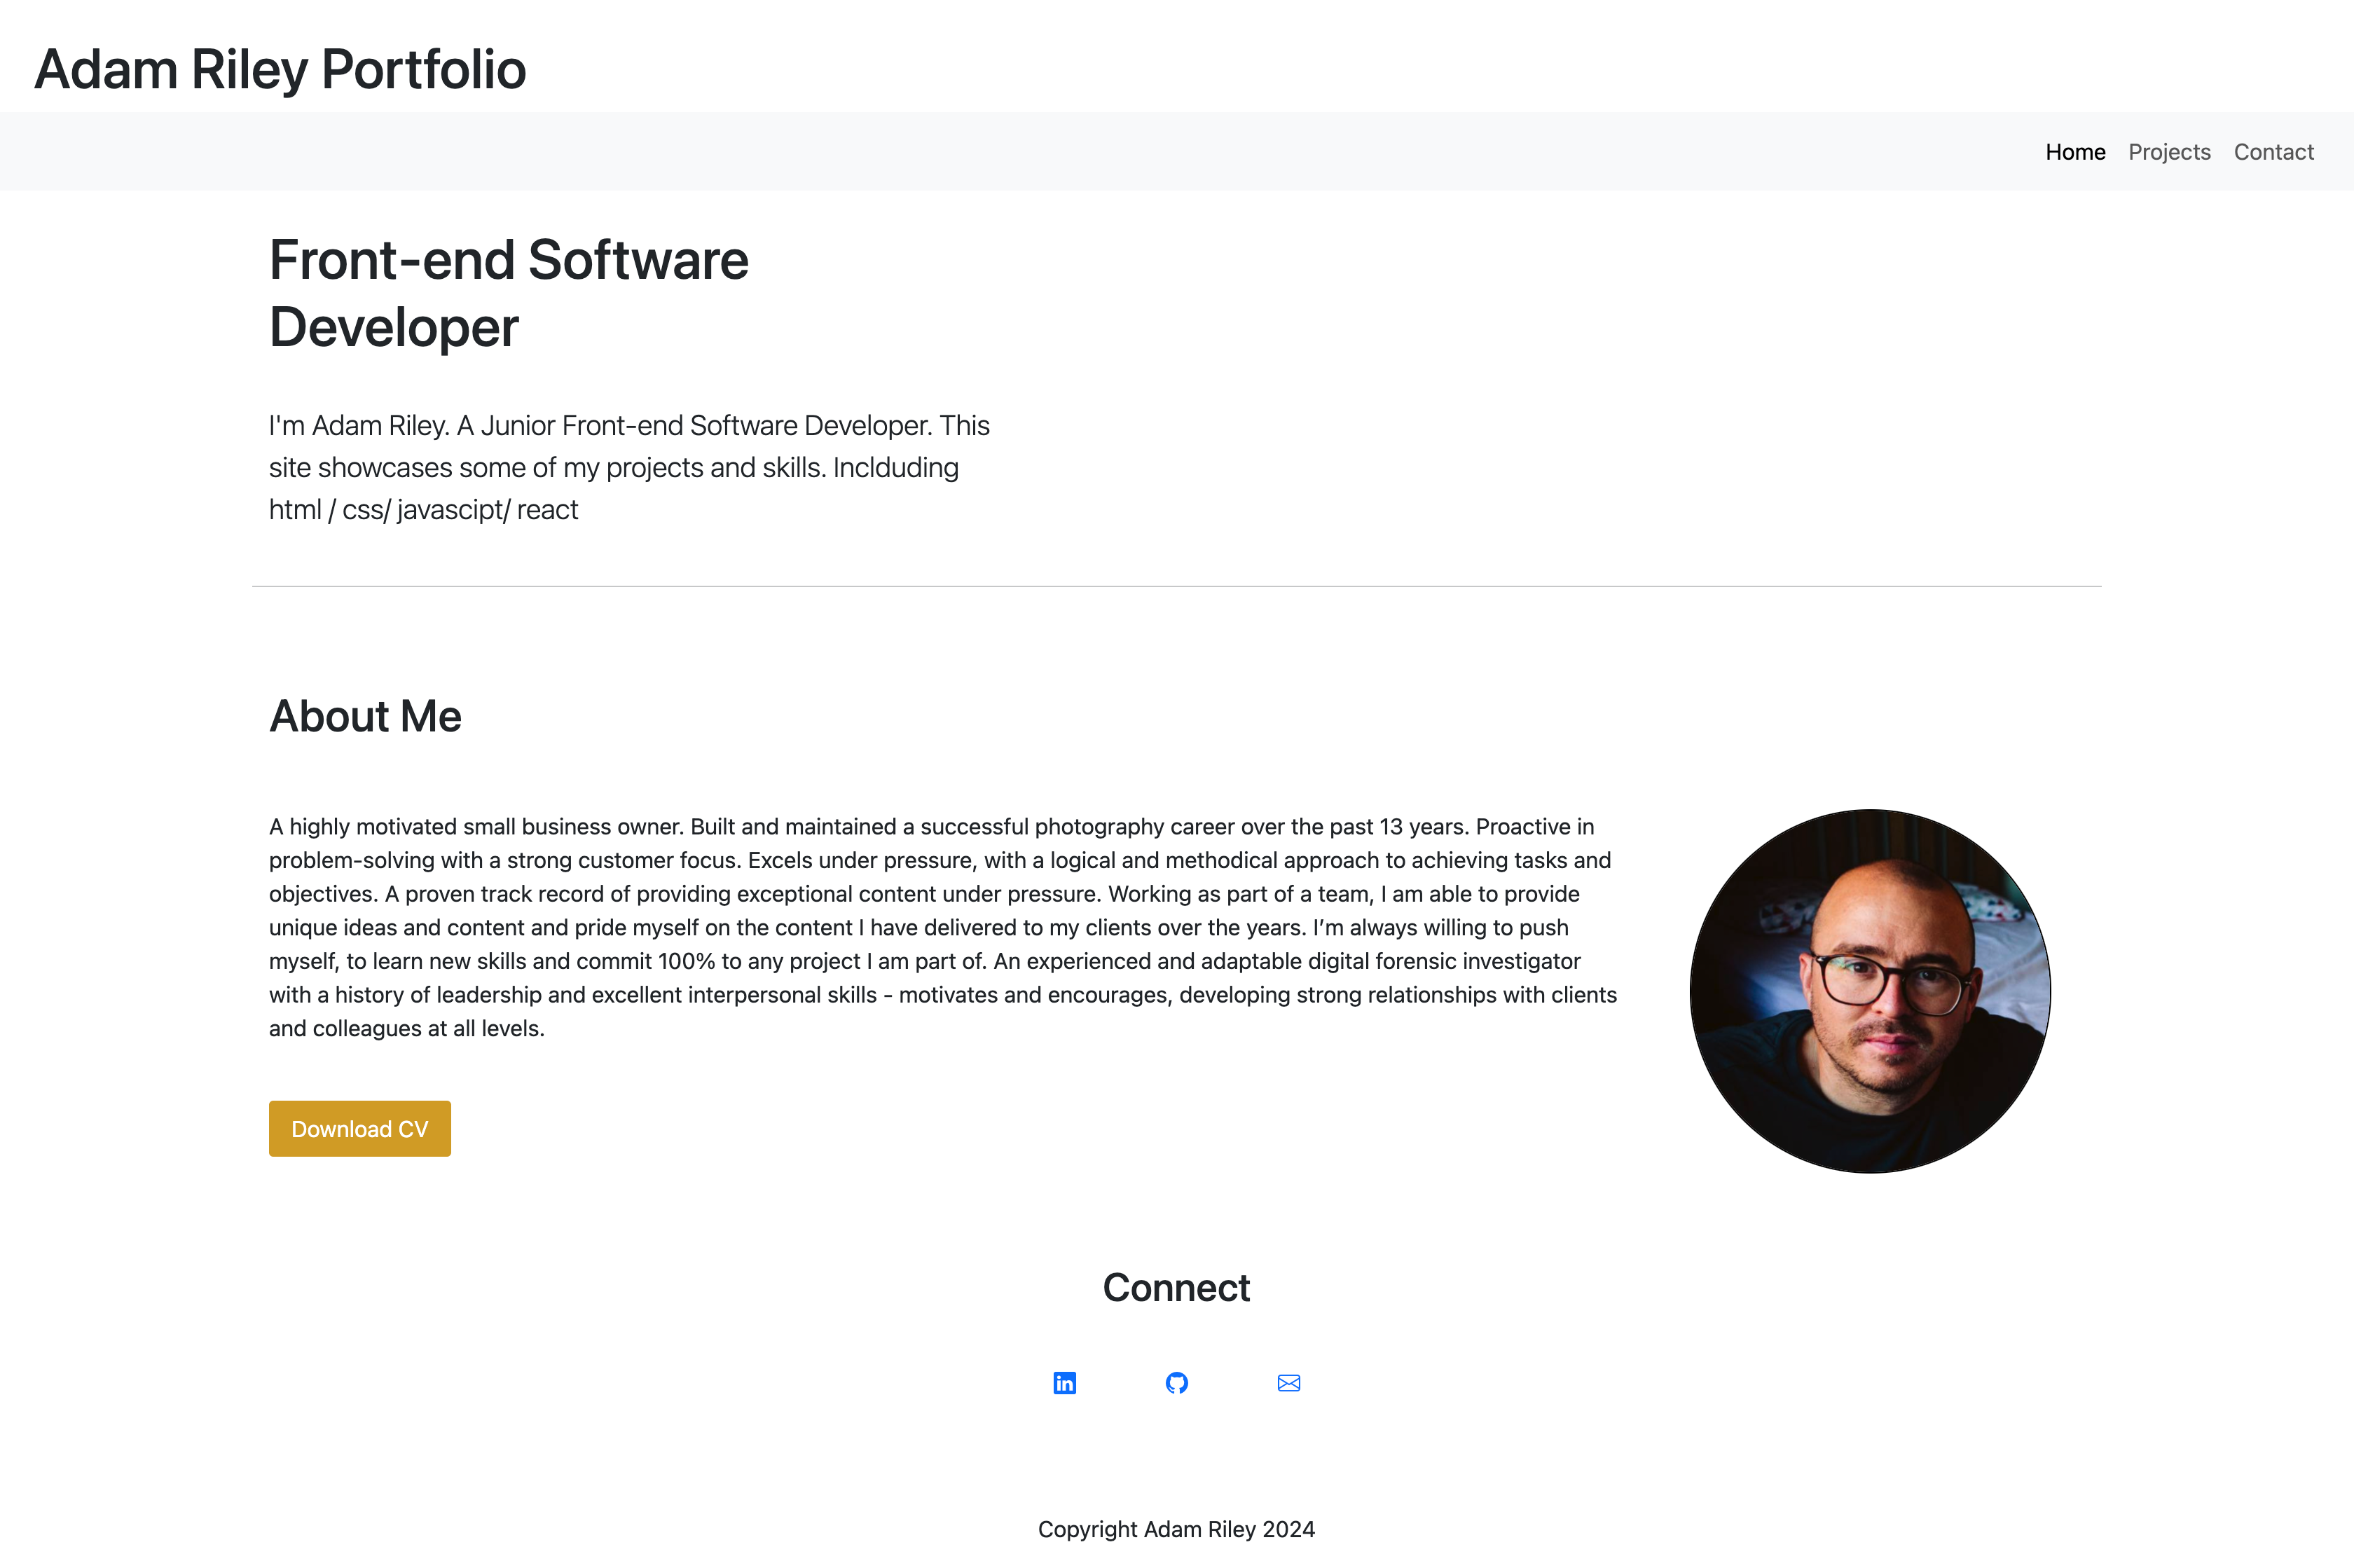 Adam Riley Portfolio
Home Projects Contact
Front-end Software
Developer
I'm Adam Riley. A Junior Front-end Software Developer. This
site showcases some of my projects and skills. Inclduding
html / css/ javascipt/ react
About Me
A highly motivated small business owner. Built and maintained a successful photography career over the past 13 years. Proactive in
problem-solving with a strong customer focus. Excels under pressure, with a logical and methodical approach to achieving tasks and
objectives. A proven track record of providing exceptional content under pressure. Working as part of a team, I am able to provide
unique ideas and content and pride myself on the content I have delivered to my clients over the years. I’m always willing to push
myself, to learn new skills and commit 100% to any project I am part of. An experienced and adaptable digital forensic investigator
with a history of leadership and excellent interpersonal skills - motivates and encourages, developing strong relationships with clients
and colleagues at all levels.
Download CV
Connect
in
Copyright Adam Riley 2024